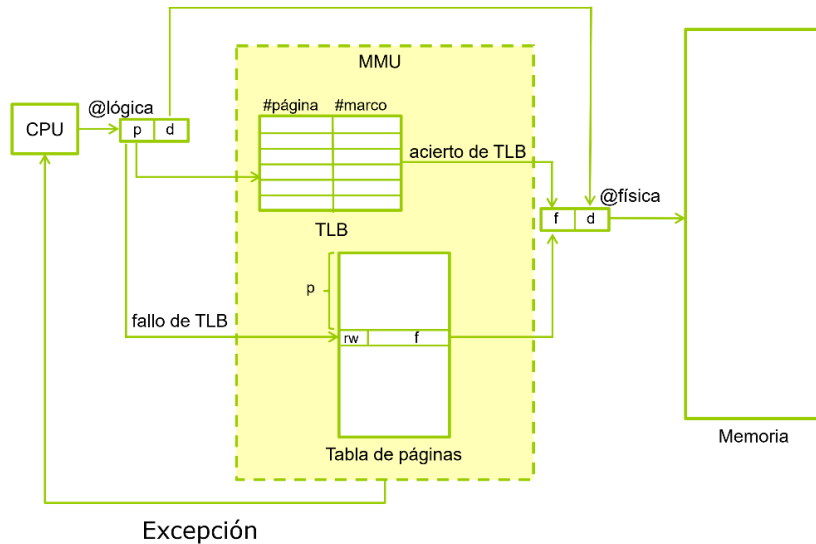 MMU
@lógica
#página #marco
CPU
p d
acierto de TLB
@física
f d
TLB
p
fallo de TLB
rw f
Memoria
Tabla de páginas
Excepción